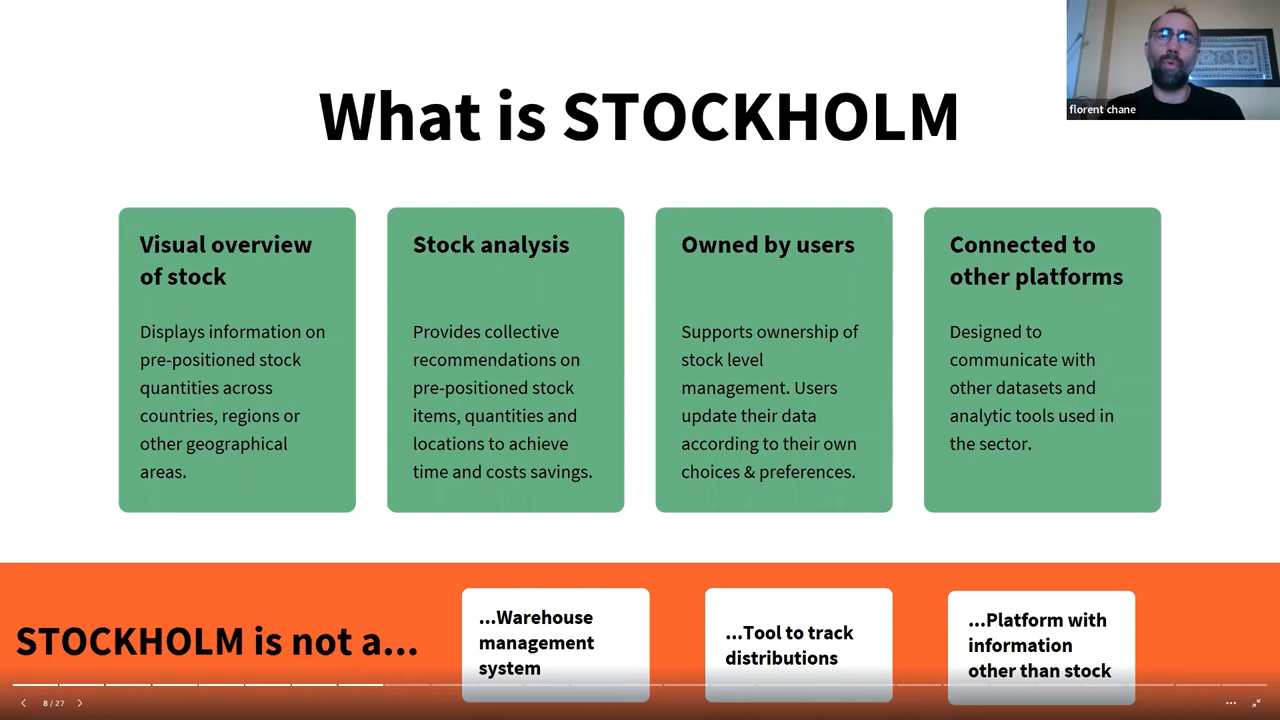 What is STOCKHOLM
florent chane
Visual overview
of stock
Displays information on
pre-positioned stock
quantities across
countries, regions or
other geographical
areas.
Stock analysis
Provides collective
recommendations on
pre-positioned stock
items, quantities and
locations to achieve
time and costs savings.
Owned by users
Supports ownership of
stock level
management. Users
update their data
according to their own
choices & preferences.
Connected to
other platforms
Designed to
communicate with
other datasets and
analytic tools used in
the sector.
STOCKHOLM is not a...
...Warehouse
management
system
...Tool to track
distributions
...Platform with
information
other than stock
8 / 27